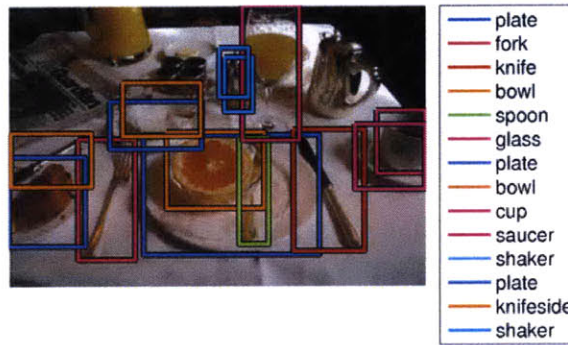 plate
fork
knife
bowl
spoon
glass
plate
bowl
cup
saucer
shaker
plate
knifeside
shaker